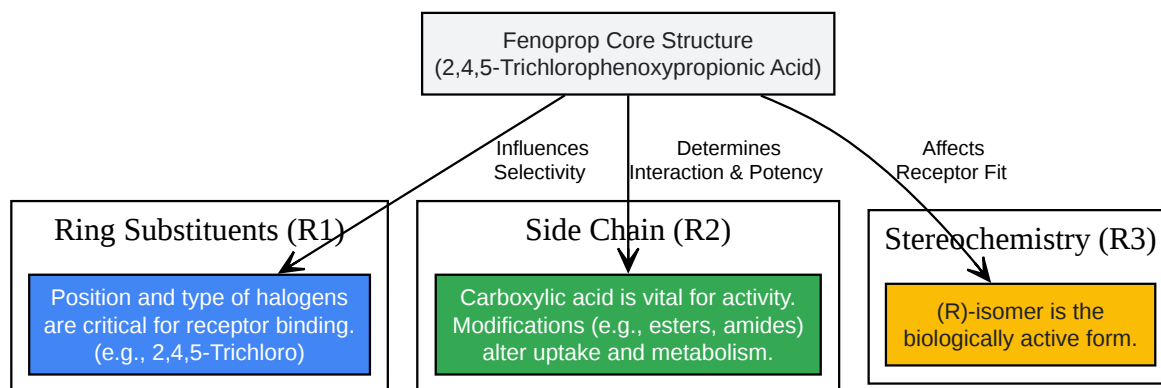 Fenoprop Core Structure
(2,4,5-Trichlorophenoxypropionic Acid)
Influences
Selectivity
Determines
Interaction & Potency
Affects
Receptor Fit
Ring Substituents (R1)
Position and type of halogens
are critical for receptor binding.
(e.g., 2,4,5-Trichloro)
Side Chain (R2)
Carboxylic acid is vital for activity.
Modifications (e.g., esters, amides)
alter uptake and metabolism.
Stereochemistry (R3)
(R)-isomer is the
biologically active form.